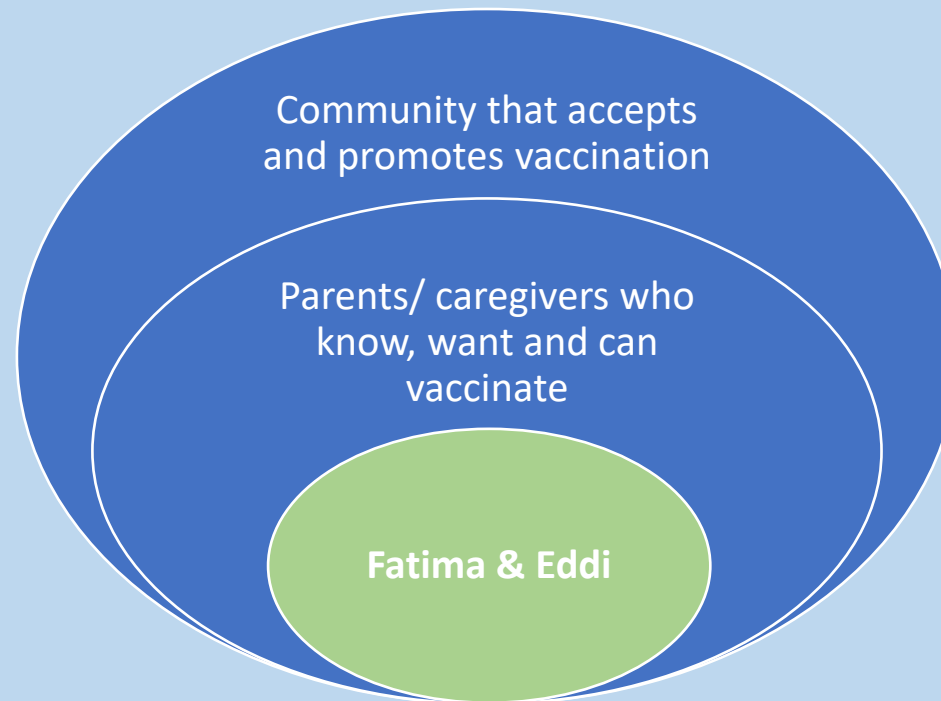 Community that accepts
and promotes vaccination
Parents/ caregivers who
know, want and can
vaccinate
Fatima & Eddi